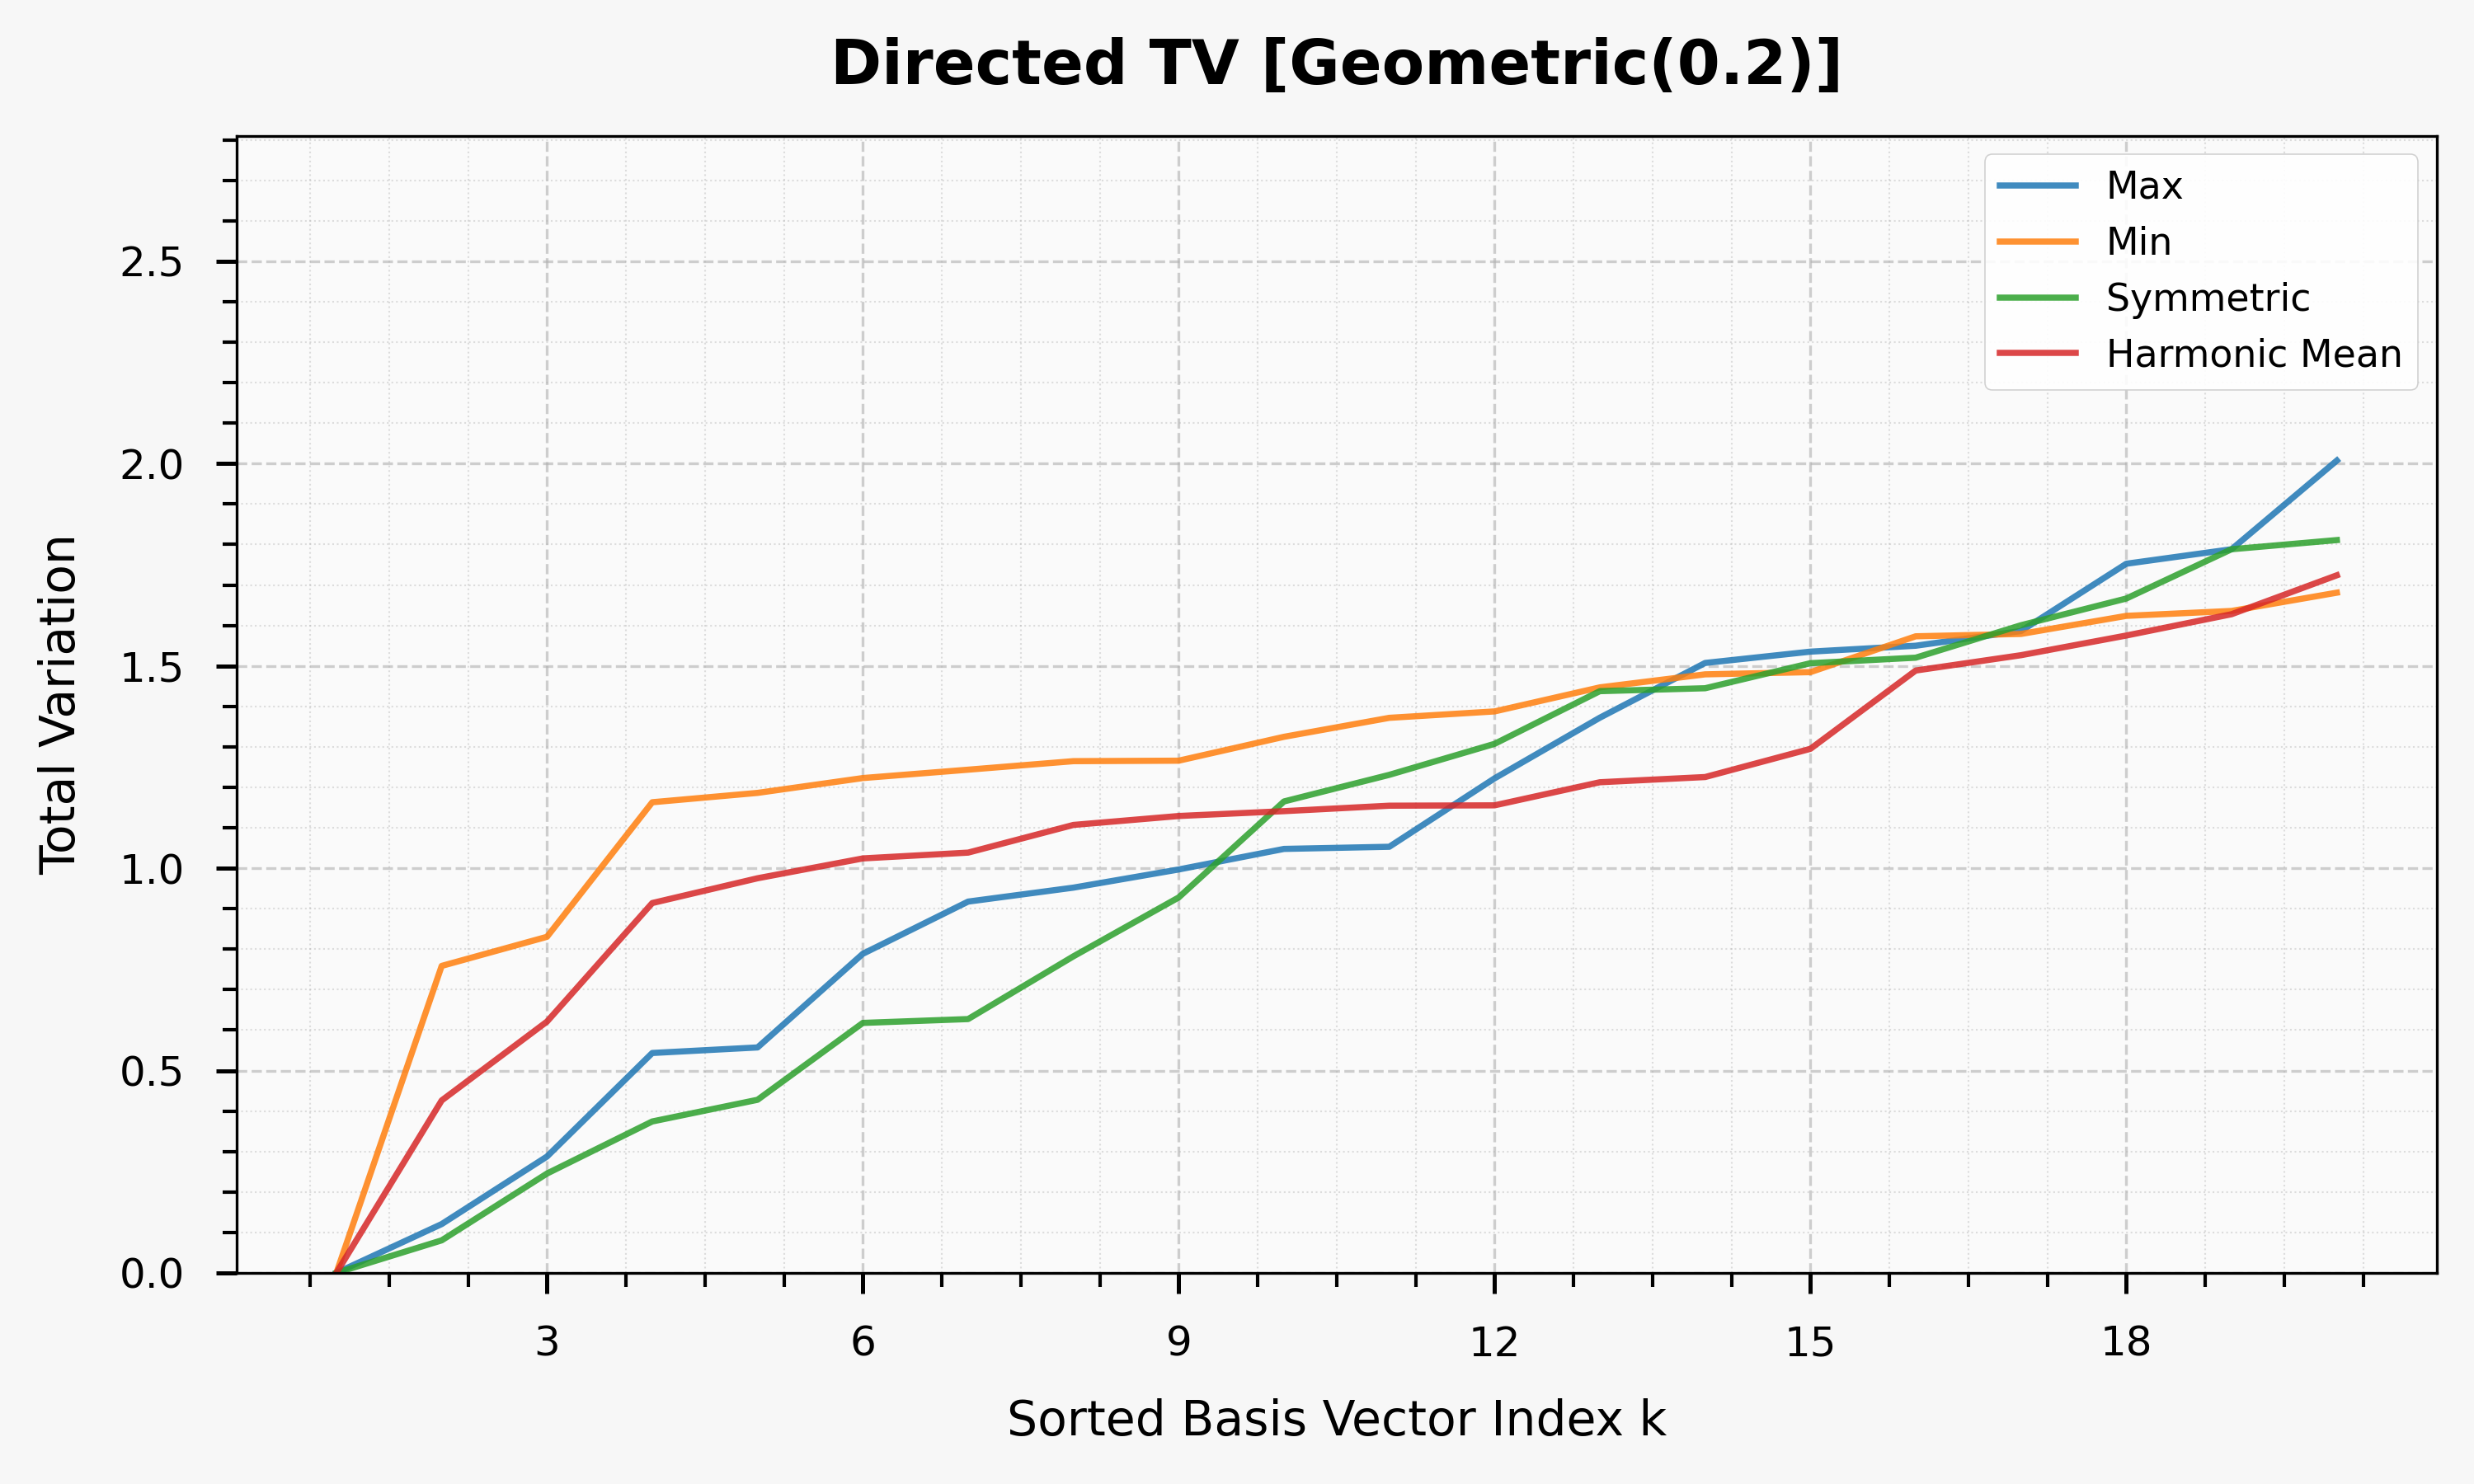 Directed TV [Geometric(0.2)]
Max
Min
Symmetric
Harmonic Mean
Total Variation
2.5
2.0
1.5
1.0
0.5
0.0
3 6 9 12 15 18
Sorted Basis Vector Index k